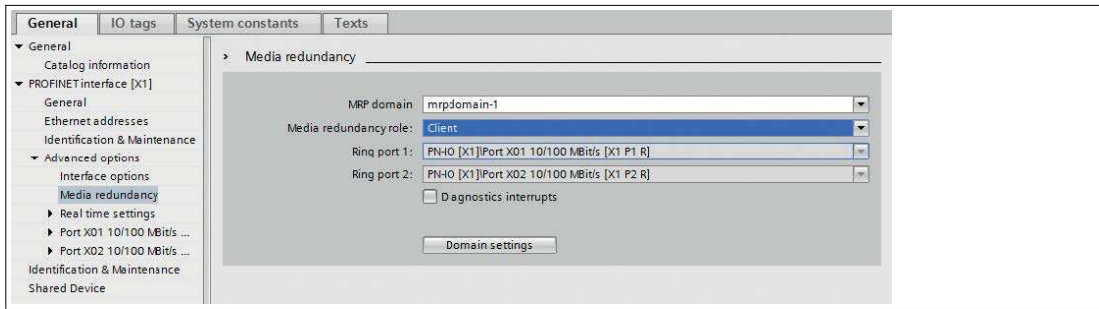 General IO tags System constants Texts
General
Catalog information
PROFINET interface [X1]
General
Ethernet addresses
Identification & Maintenance
Advanced options
Interface options
Media redundancy
Real time settings
Port X01 10/100 MBit/s ...
Port X02 10/100 MBit/s ...
Identification & Maintenance
Shared Device
Media redundancy
MRP domain mrpdomain-1
Media redundancy role: Client
Ring port 1: PN-IO [X1]\Port X01 10/100 MBit/s [X1 P1 R]
Ring port 2: PN-IO [X1]\Port X02 10/100 MBit/s [X1 P2 R]
Diagnostics interrupts
Domain settings